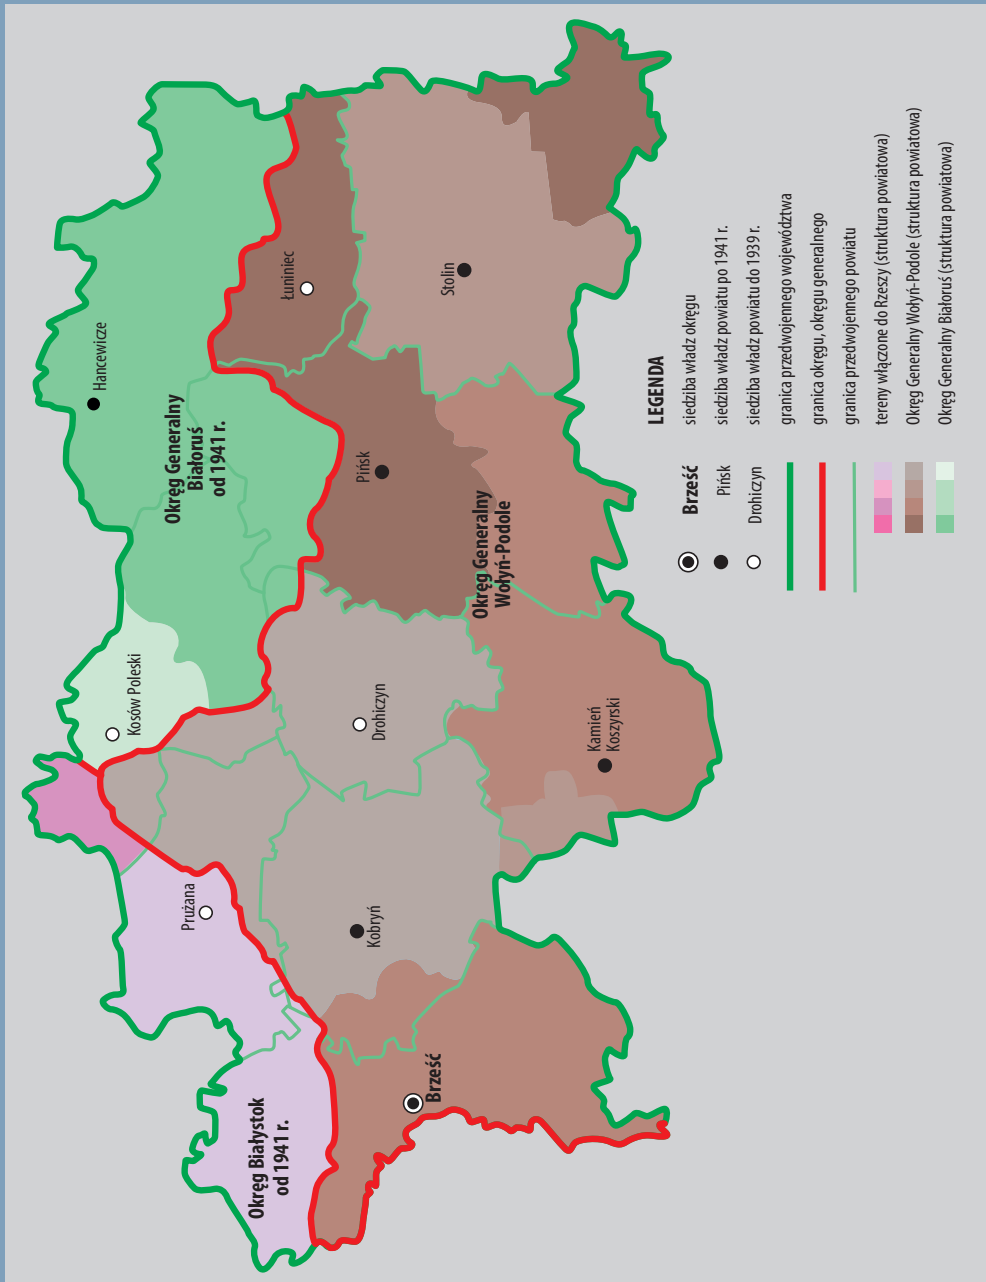 Okręg Białystok
od 1941 r.
Prużana
Kosów Poleski
Hancewicze
Okręg Generalny
Białoruś
od 1941 r.
Łuniniec
Brześć
Kobryń
Drohiczyn
Pińsk
Stolin
Okręg Generalny
Wołyń-Podole
Kamień
Koszyrski
LEGENDA
Brześć siedziba władz okręgu
Pińsk siedziba władz powiatu po 1941 r.
Drohiczyn siedziba władz powiatu do 1939 r.
granica przedwojennego województwa
granica okręgu, okręgu generalnego
granica przedwojennego powiatu
tereny włączone do Rzeszy (struktura powiatowa)
Okręg Generalny Wołyń-Podole (struktura powiatowa)
Okręg Generalny Białoruś (struktura powiatowa)